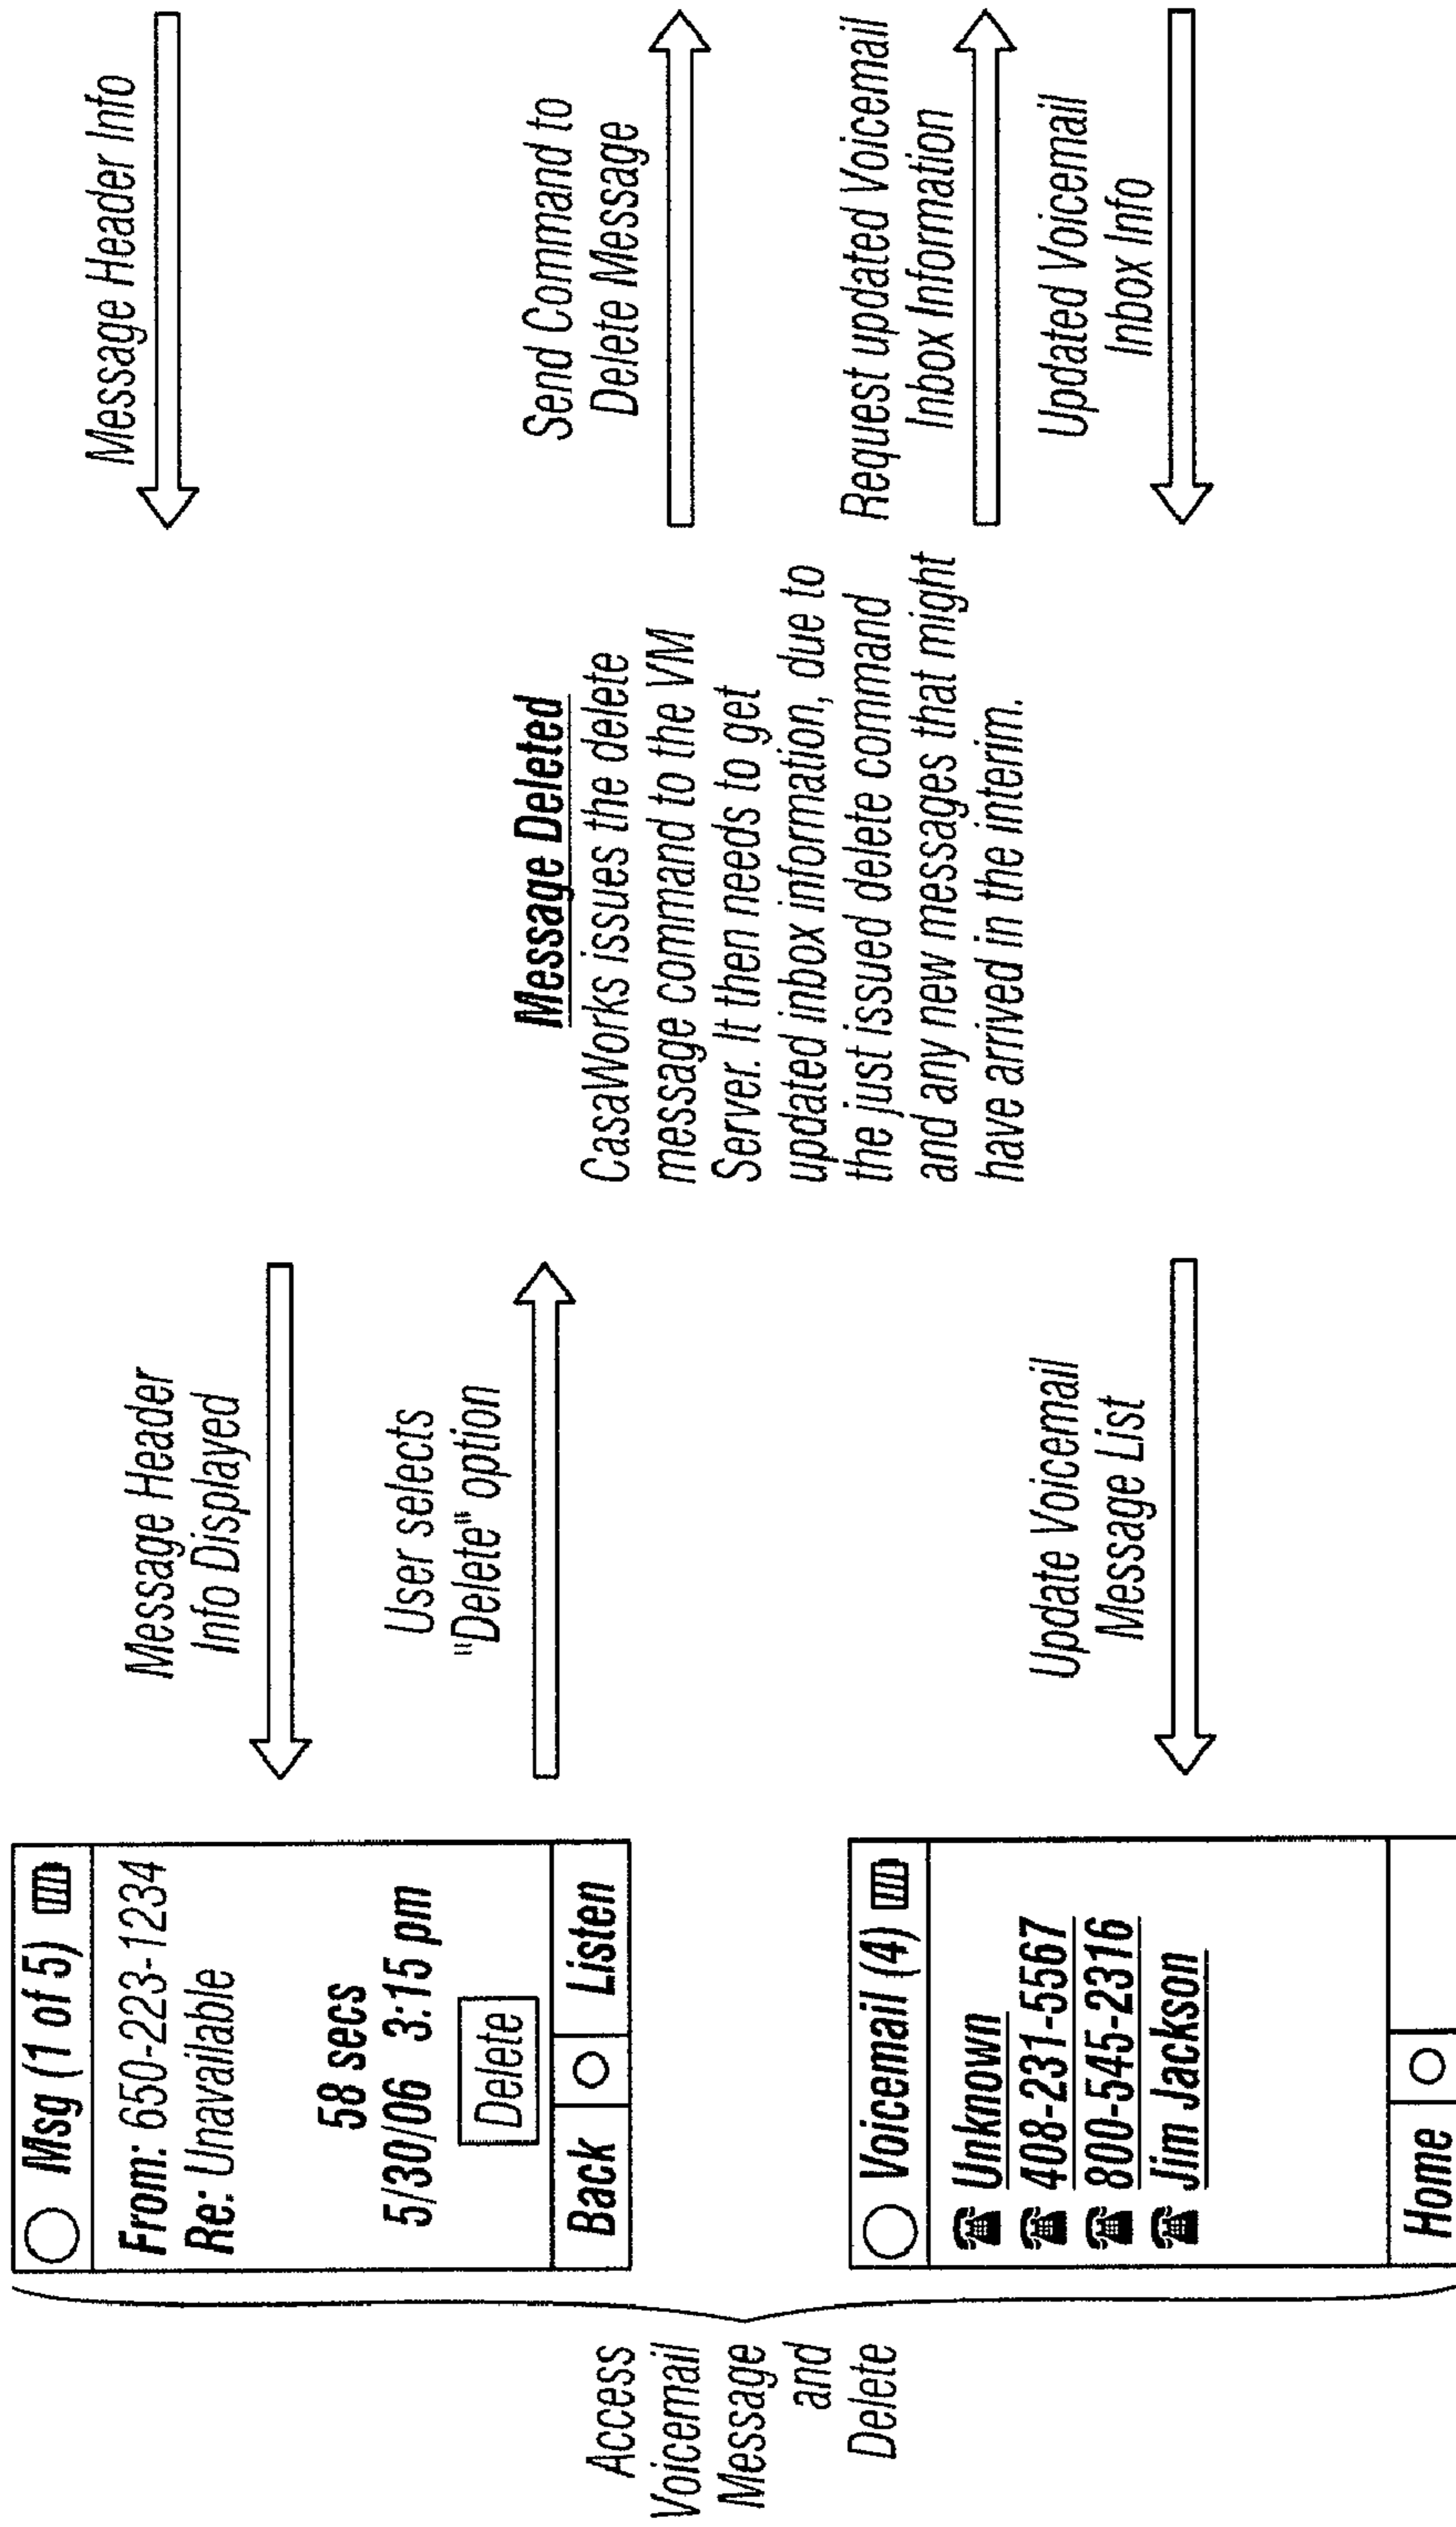 Access
Voicemail
Message
and
Delete
Msg (1 of 5)
From: 650-223-1234
Re: Unavailable
58 secs
5/30/06 3:15 pm
Delete
Back
Listen
Message Header
Info Displayed
User selects
"Delete" option
Message Header Info
Message Deleted
CasaWorks issues the delete
message command to the VM
Server. It then needs to get
updated inbox information, due to
the just issued delete command
and any new messages that might
have arrived in the interim.
Send Command to
Delete Message
Request updated Voicemail
Inbox Information
Updated Voicemail
Inbox Info
Update Voicemail
Message List
Voicemail (4)
Unknown
408-231-5567
800-545-2316
Jim Jackson
Home